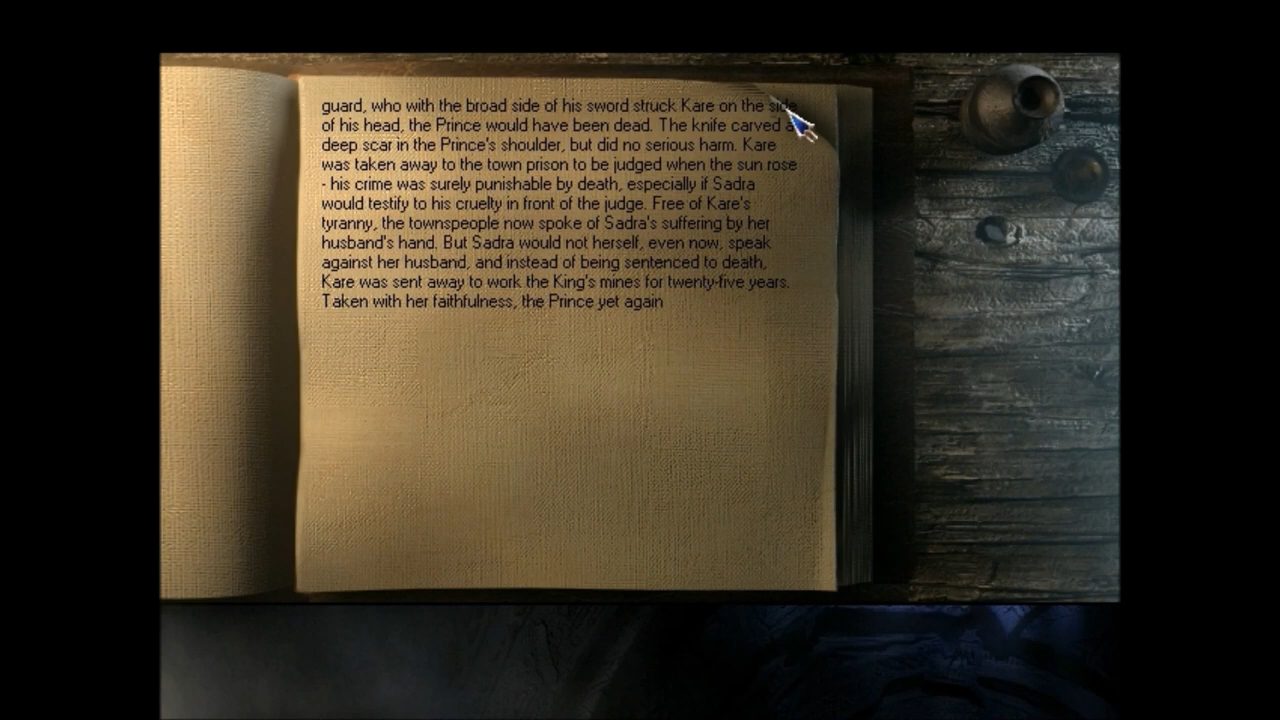 guard, who with the broad side of his sword struck Kare on the side
of his head, the Prince would have been dead. The knife carved a
deep scar in the Prince's shoulder, but did no serious harm. Kare
was taken away to the town prison to be judged when the sun rose
- his crime was surely punishable by death, especially if Sadra
would testify to his cruelty in front of the judge. Free of Kare's
tyranny, the townspeople now spoke of Sadra's suffering by her
husband's hand. But Sadra would not herself, even now, speak
against her husband, and instead of being sentenced to death,
Kare was sent away to work the King's mines for twenty-five years.
Taken with her faithfulness, the Prince yet again